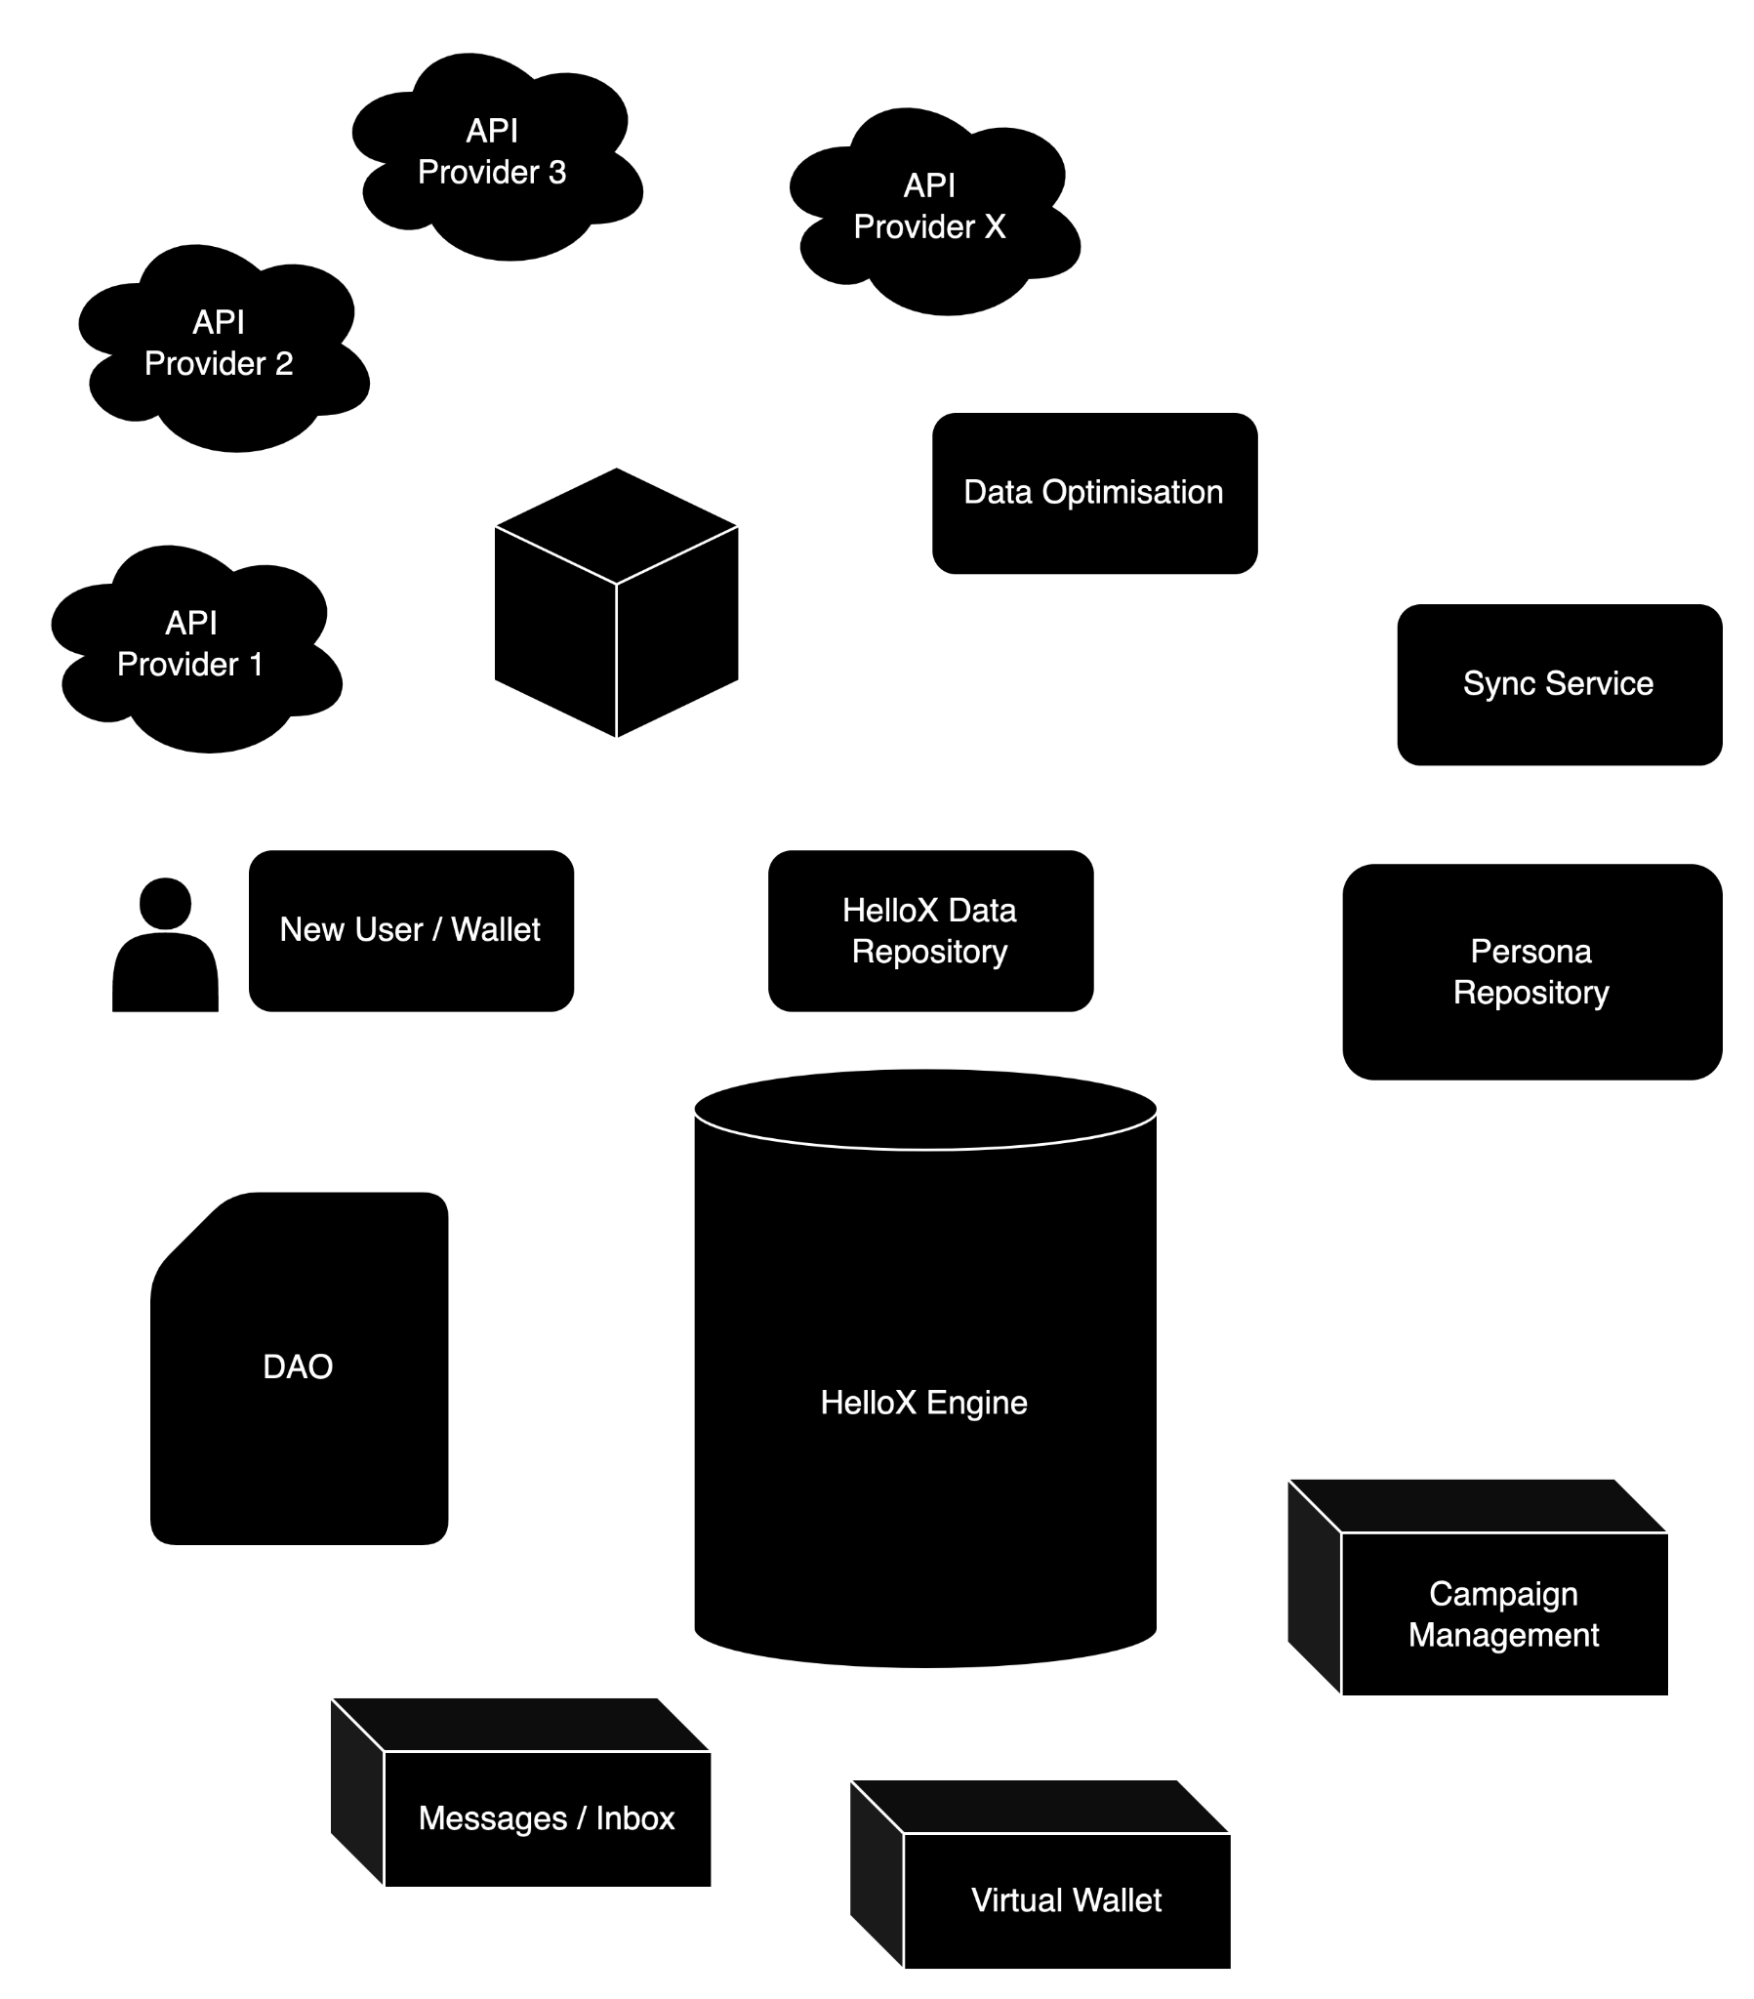 API
Provider 3
API
Provider X
API
Provider 2
Data Optimisation
API
Provider 1
Sync Service
New User / Wallet
HelloX Data
Repository
Persona
Repository
DAO
HelloX Engine
Campaign
Management
Messages / Inbox
Virtual Wallet